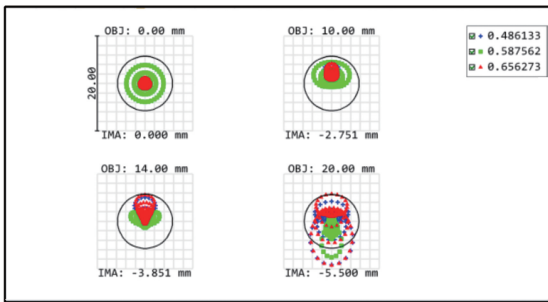 OBJ: 0.00 mm
OBJ: 10.00 mm
0.486133
0.587562
0.656273
20.00
IMA: 0.000 mm
IMA: -2.751 mm
OBJ: 14.00 mm
OBJ: 20.00 mm
IMA: -3.851 mm
IMA: -5.500 mm